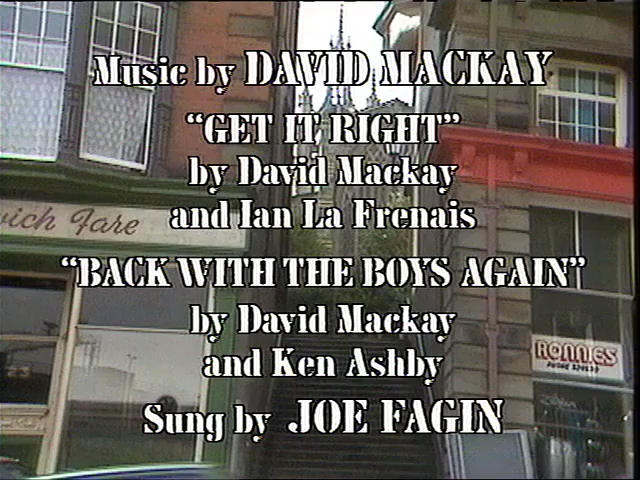 Music by DAVID MACKAY
"GET IT RIGHT"
by David Mackay
and Ian La Frenais
"BACK WITH THE BOYS AGAIN"
by David Mackay
and Ken Ashby
Sung by JOE FAGIN
wich Fare
RONNIES